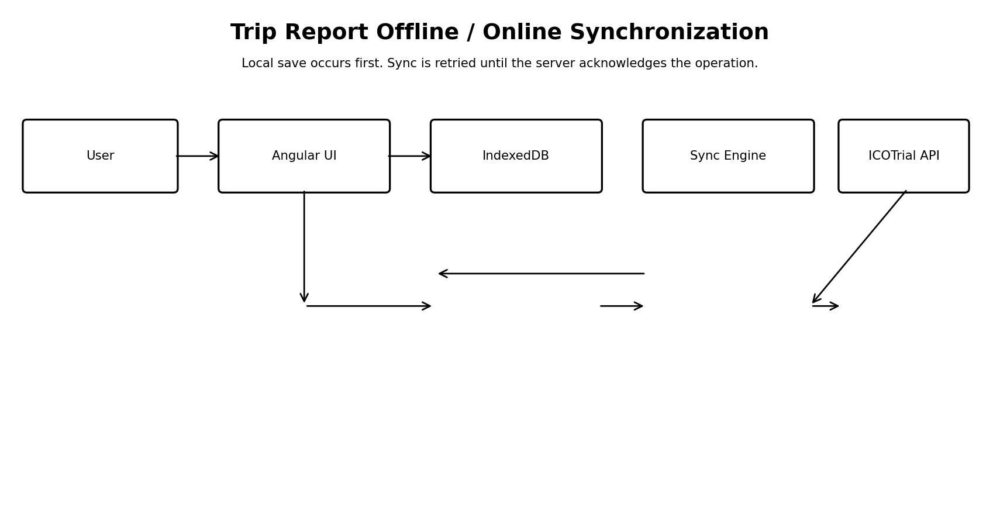 Trip Report Offline / Online Synchronization
Local save occurs first. Sync is retried until the server acknowledges the operation.
User
Angular UI
IndexedDB
Sync Engine
ICOTrial API